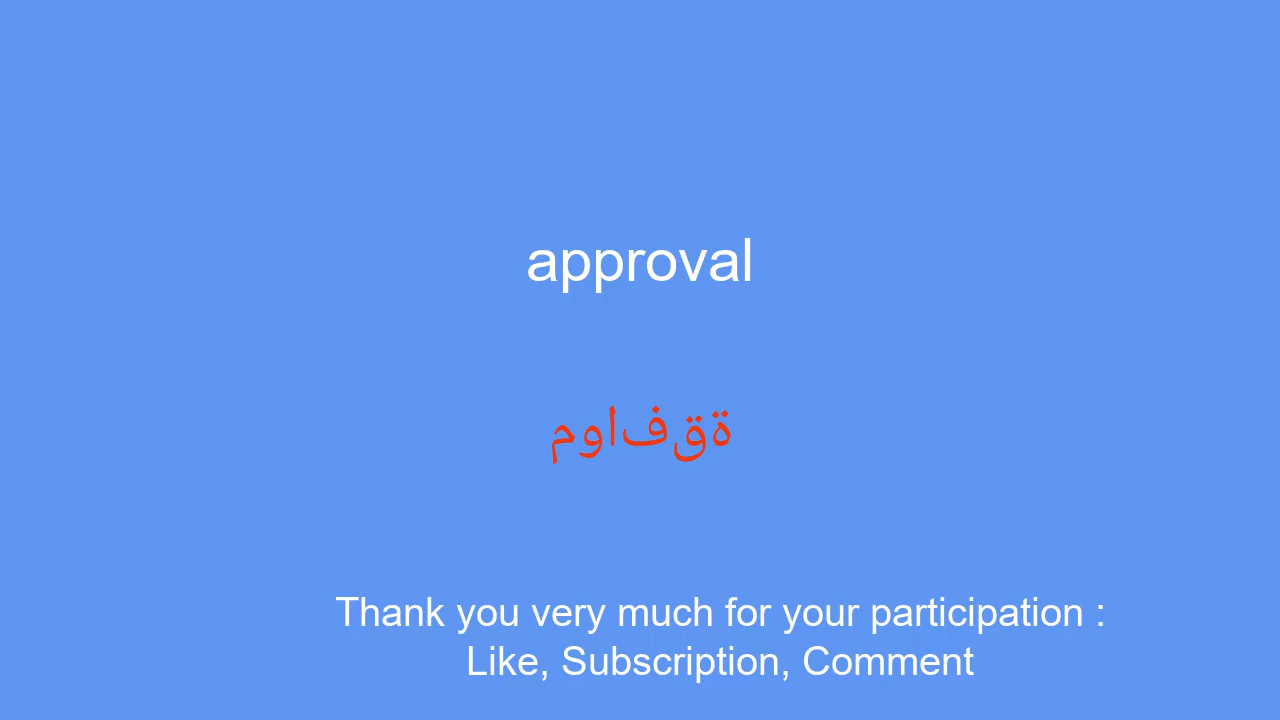 approval
موافقة
Thank you very much for your participation :
Like, Subscription, Comment